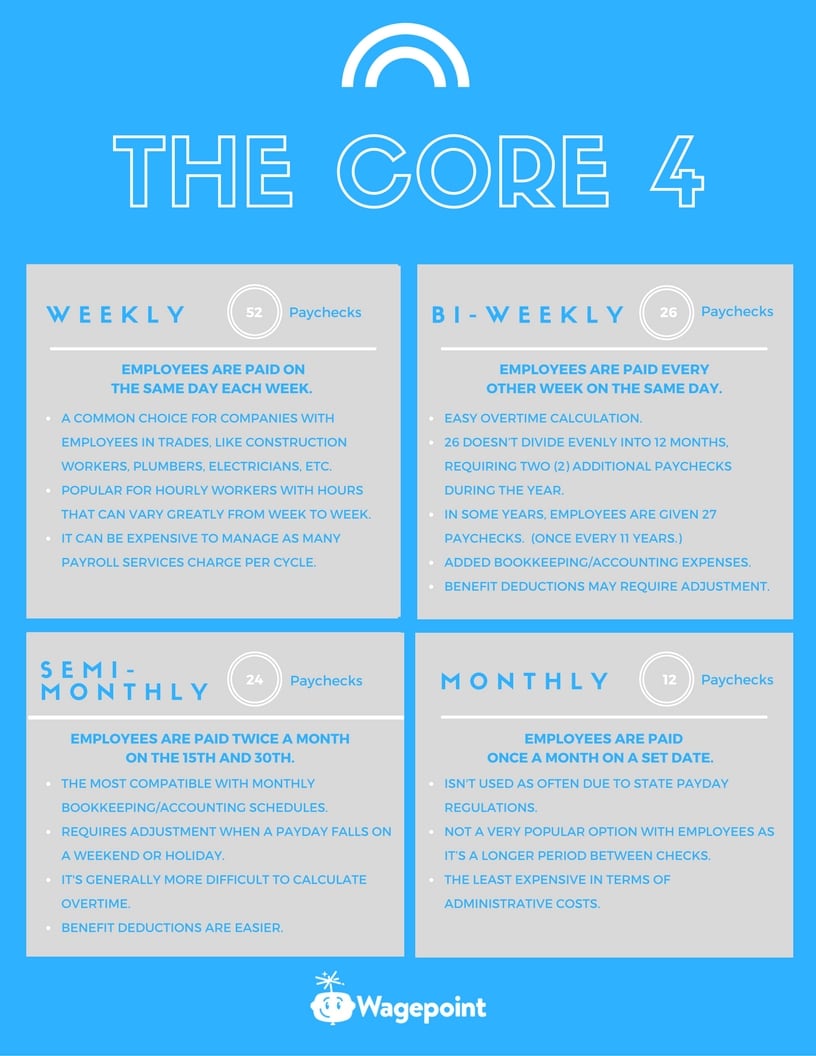 THE CORE 4
WEEKLY 52 Paychecks
EMPLOYEES ARE PAID ON
THE SAME DAY EACH WEEK.
A COMMON CHOICE FOR COMPANIES WITH
EMPLOYEES IN TRADES, LIKE CONSTRUCTION
WORKERS, PLUMBERS, ELECTRICIANS, ETC.
POPULAR FOR HOURLY WORKERS WITH HOURS
THAT CAN VARY GREATLY FROM WEEK TO WEEK.
IT CAN BE EXPENSIVE TO MANAGE AS MANY
PAYROLL SERVICES CHARGE PER CYCLE.
BI-WEEKLY 26 Paychecks
EMPLOYEES ARE PAID EVERY
OTHER WEEK ON THE SAME DAY.
EASY OVERTIME CALCULATION.
26 DOESN'T DIVIDE EVENLY INTO 12 MONTHS,
REQUIRING TWO (2) ADDITIONAL PAYCHECKS
DURING THE YEAR.
IN SOME YEARS, EMPLOYEES ARE GIVEN 27
PAYCHECKS. (ONCE EVERY 11 YEARS.)
ADDED BOOKKEEPING/ACCOUNTING EXPENSES.
BENEFIT DEDUCTIONS MAY REQUIRE ADJUSTMENT.
SEMI-
MONTHLY 24 Paychecks
EMPLOYEES ARE PAID TWICE A MONTH
ON THE 15TH AND 30TH.
THE MOST COMPATIBLE WITH MONTHLY
BOOKKEEPING/ACCOUNTING SCHEDULES.
REQUIRES ADJUSTMENT WHEN A PAYDAY FALLS ON
A WEEKEND OR HOLIDAY.
IT'S GENERALLY MORE DIFFICULT TO CALCULATE
OVERTIME.
BENEFIT DEDUCTIONS ARE EASIER.
MONTHLY 12 Paychecks
EMPLOYEES ARE PAID
ONCE A MONTH ON A SET DATE.
ISN'T USED AS OFTEN DUE TO STATE PAYDAY
REGULATIONS.
NOT A VERY POPULAR OPTION WITH EMPLOYEES AS
IT'S A LONGER PERIOD BETWEEN CHECKS.
THE LEAST EXPENSIVE IN TERMS OF
ADMINISTRATIVE COSTS.
Wagepoint